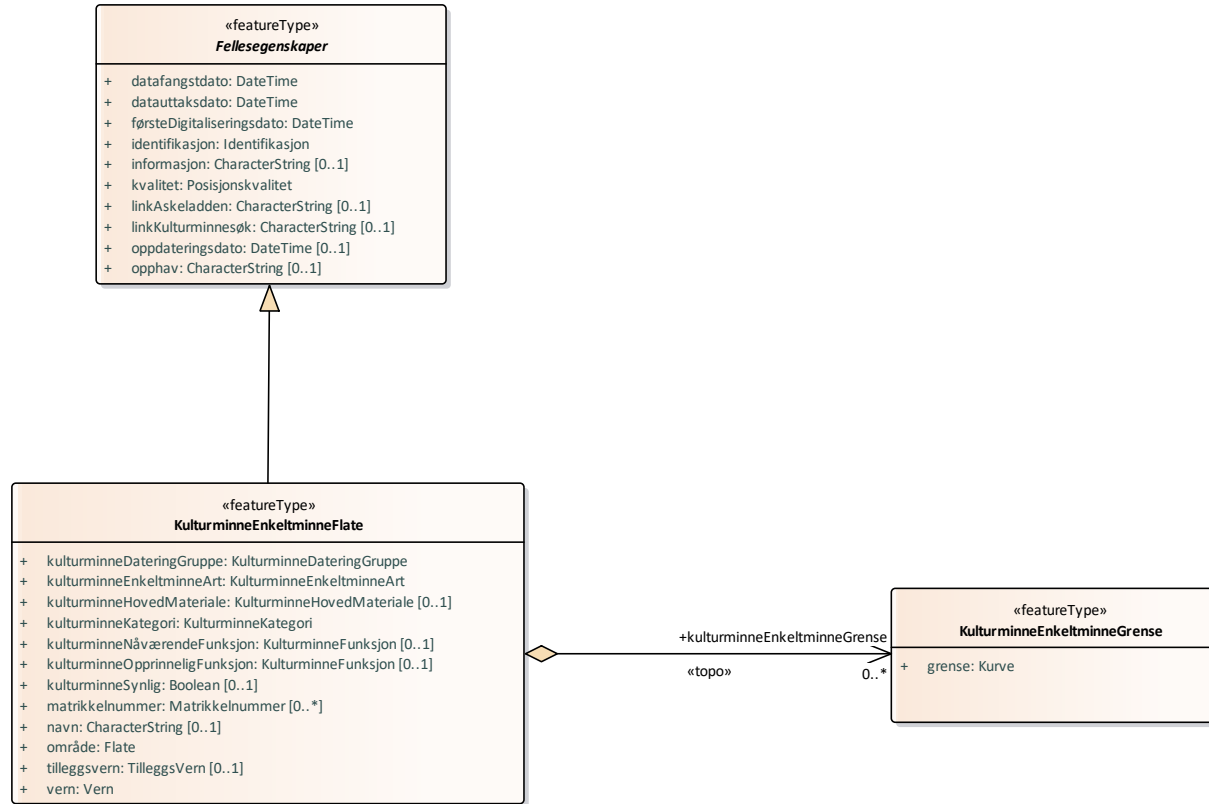 «featureType»
Fellesegenskaper
+ datafangstdato: DateTime
+ datauttaksdato: DateTime
+ førsteDigitaliseringsdato: DateTime
+ identifikasjon: Identifikasjon
+ informasjon: CharacterString [0..1]
+ kvalitet: Posisjonskvalitet
+ linkAskeladden: CharacterString [0..1]
+ linkKulturminnesøk: CharacterString [0..1]
+ oppdateringsdato: DateTime [0..1]
+ opphav: CharacterString [0..1]
«featureType»
KulturminneEnkeltminneFlate
+ kulturminneDateringGruppe: KulturminneDateringGruppe
+ kulturminneEnkeltminneArt: KulturminneEnkeltminneArt
+ kulturminneHovedMateriale: KulturminneHovedMateriale [0..1]
+ kulturminneKategori: KulturminneKategori
+ kulturminneNåværendeFunksjon: KulturminneFunksjon [0..1]
+ kulturminneOpprinneligFunksjon: KulturminneFunksjon [0..1]
+ kulturminneSynlig: Boolean [0..1]
+ matrikkelnummer: Matrikkelnummer [0..*]
+ navn: CharacterString [0..1]
+ område: Flate
+ tilleggsvern: TilleggsVern [0..1]
+ vern: Vern
+kulturminneEnkeltminneGrense
«topo»
0..*
«featureType»
KulturminneEnkeltminneGrense
+ grense: Kurve